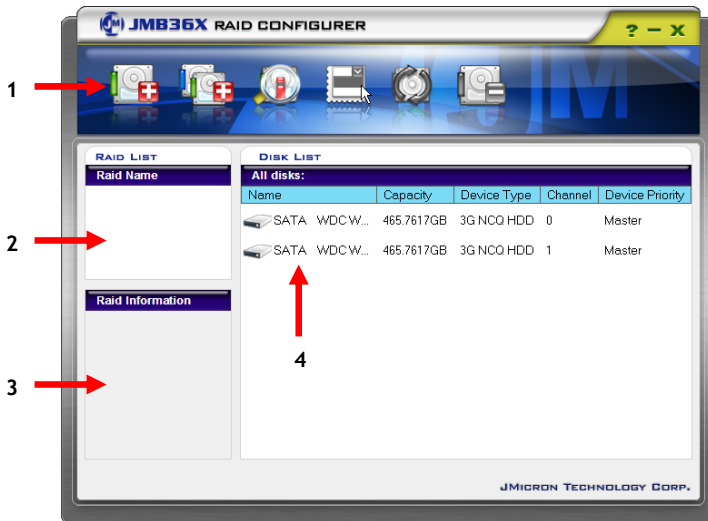 JM JMB36X RAID CONFIGURER
? – X
1
JM
RAID LIST
Raid Name
DISK LIST
All disks:
Name Capacity Device Type Channel Device Priority
SATA WDC W... 465.7617GB 3G NCQ HDD 0 Master
SATA WDC W... 465.7617GB 3G NCQ HDD 1 Master
2
Raid Information
4
3
JMICRON TECHNOLOGY CORP.